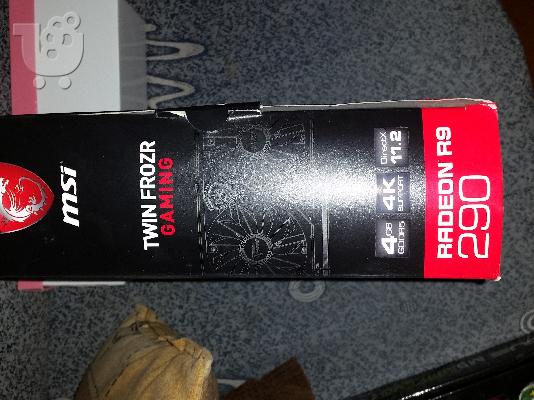 msi
TWIN FROZR
GAMING
4GB
GDDR5
4K
SUPPORT
DirectX
11.2
RADEON R9
290